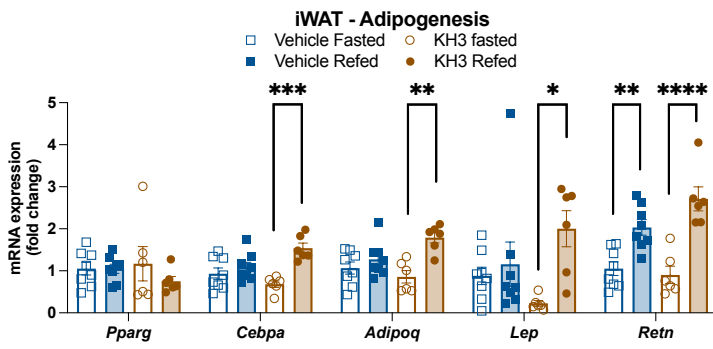 iWAT - Adipogenesis
Vehicle Fasted KH3 fasted
Vehicle Refed KH3 Refed
*** ** * ** ****
mRNA expression
(fold change)
5
4
3
2
1
0
Pparg Cebpa Adipoq Lep Retn